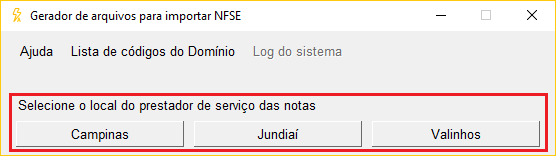 Gerador de arquivos para importar NFSE
Ajuda Lista de códigos do Domínio Log do sistema
Selecione o local do prestador de serviço das notas
Campinas Jundiaí Valinhos